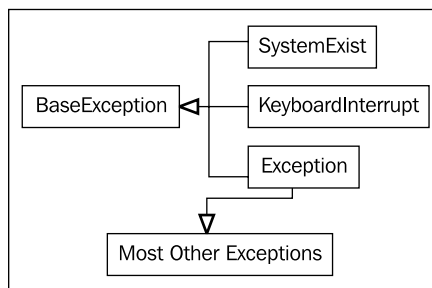 SystemExist
BaseException
KeyboardInterrupt
Exception
Most Other Exceptions